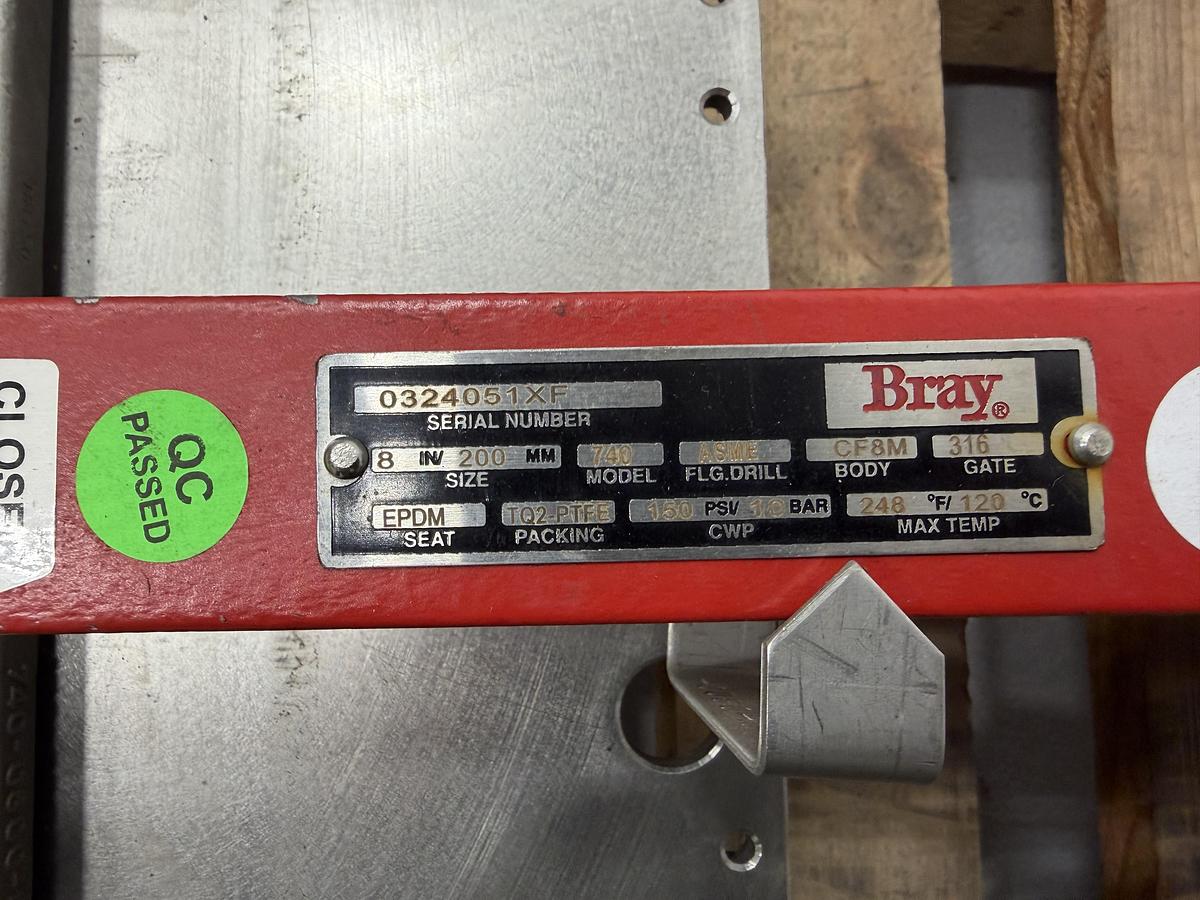 CLOSE
QC
PASSED
0324051XF
SERIAL NUMBER
Bray®
8 IN/ 200 MM
SIZE
740
MODEL
ASME
FLG.DRILL
CF8M
BODY
316
GATE
EPDM
SEAT
TQ2-PTFE
PACKING
150 PSI/ 10 BAR
CWP
248 °F/ 120 °C
MAX TEMP